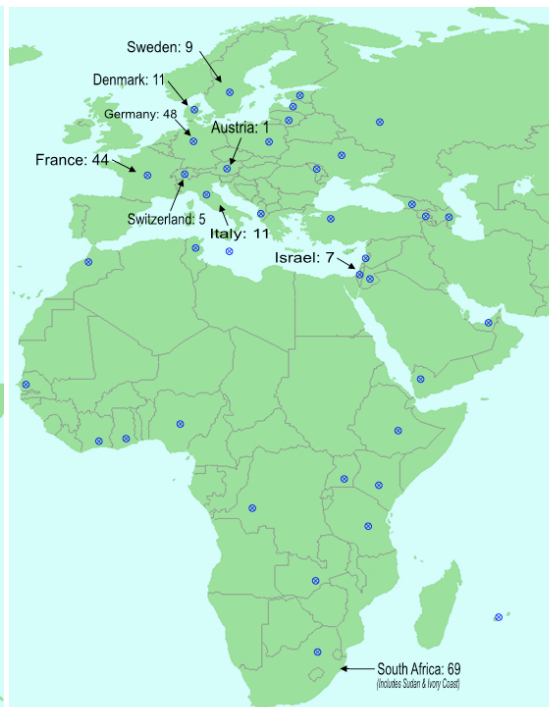 Sweden: 9
Denmark: 11
Germany: 48
Austria: 1
France: 44
Switzerland: 5
Italy: 11
Israel: 7
South Africa: 69
(Includes Sudan & Ivory Coast)